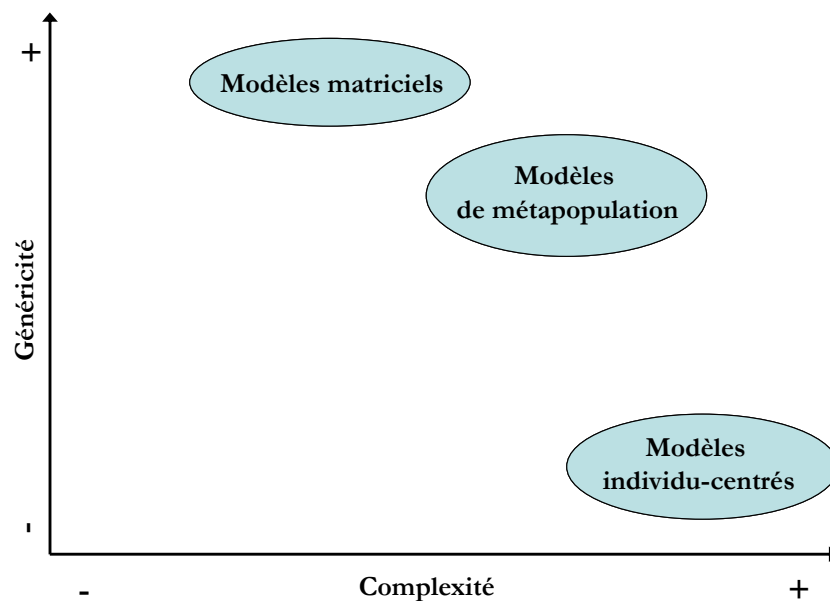 +
Modèles matriciels
Modèles
de métapopulation
Généricité
Modèles
individu-centrés
-
-
Complexité
+